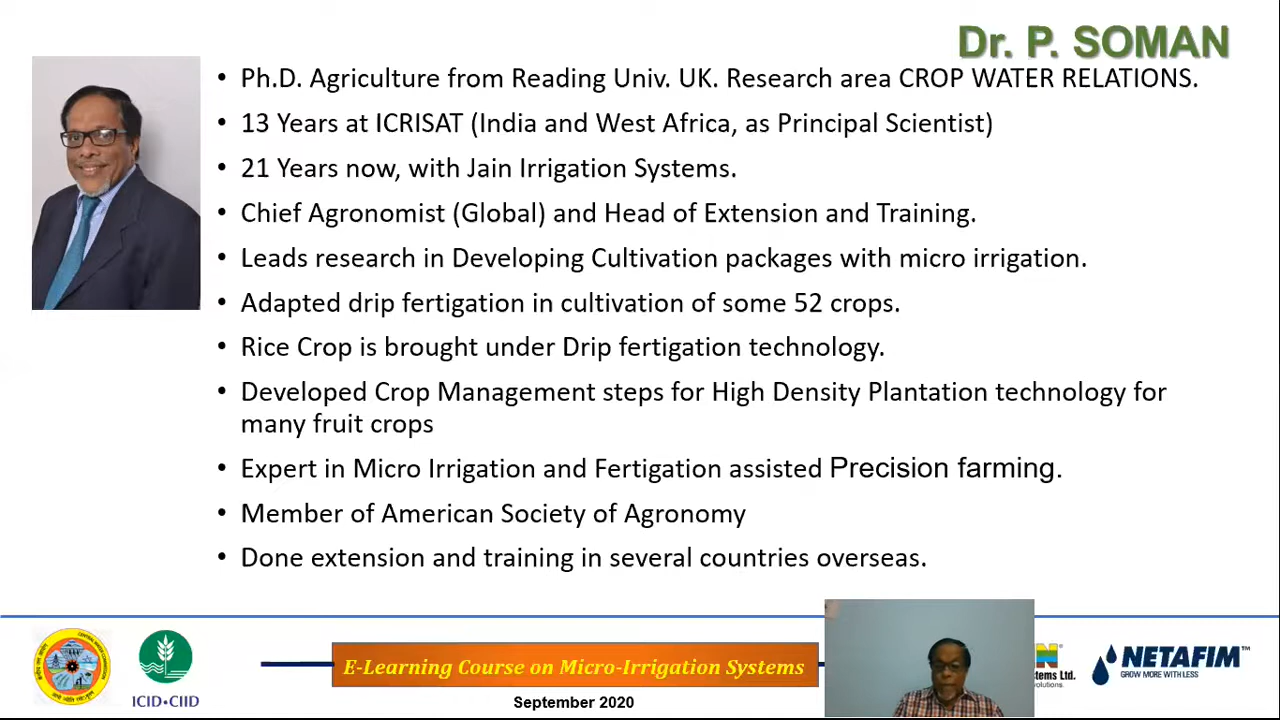 Dr. P. SOMAN
• Ph.D. Agriculture from Reading Univ. UK. Research area CROP WATER RELATIONS.
• 13 Years at ICRISAT (India and West Africa, as Principal Scientist)
• 21 Years now, with Jain Irrigation Systems.
• Chief Agronomist (Global) and Head of Extension and Training.
• Leads research in Developing Cultivation packages with micro irrigation.
• Adapted drip fertigation in cultivation of some 52 crops.
• Rice Crop is brought under Drip fertigation technology.
• Developed Crop Management steps for High Density Plantation technology for
many fruit crops
• Expert in Micro Irrigation and Fertigation assisted Precision farming.
• Member of American Society of Agronomy
• Done extension and training in several countries overseas.
ICID•CIID
E-Learning Course on Micro-Irrigation Systems
September 2020
N®
stems Ltd.
olutions.
NETAFIM™
GROW MORE WITH LESS